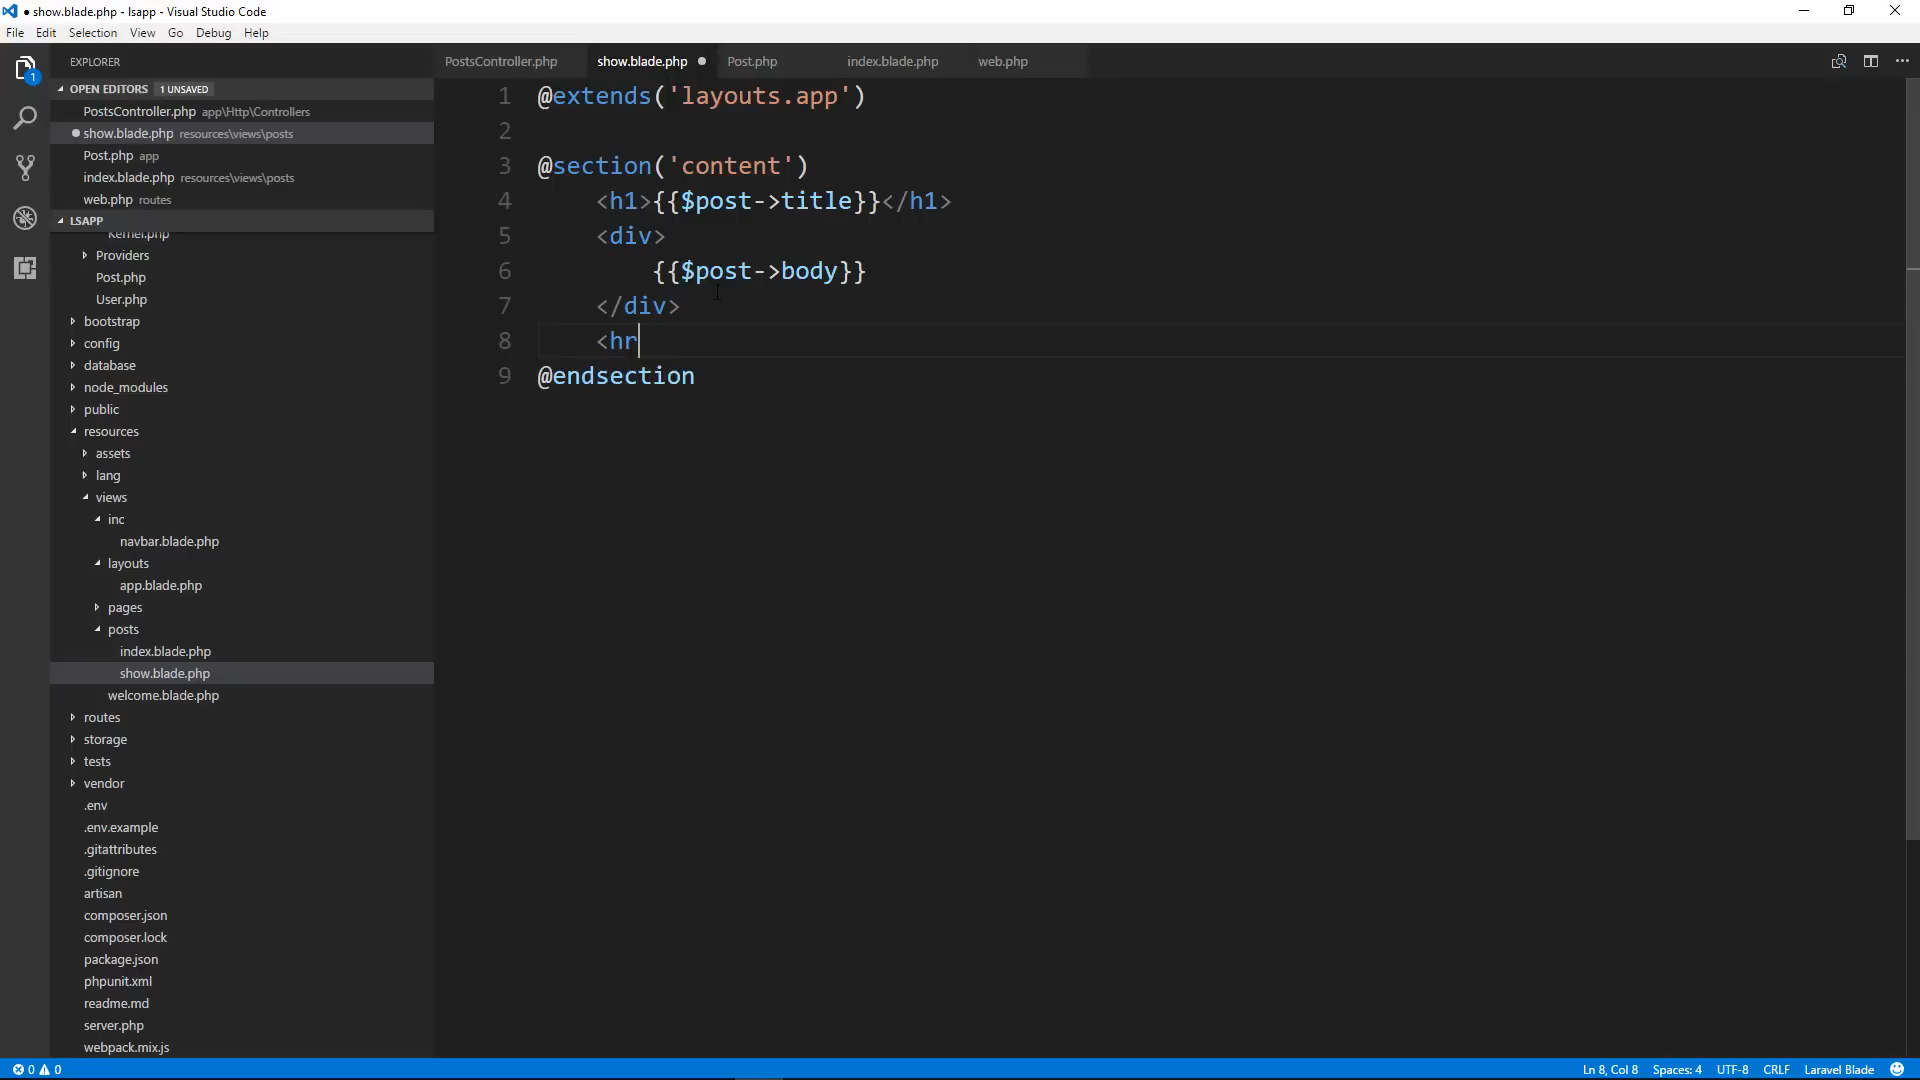 ● show.blade.php - lsapp - Visual Studio Code
File Edit Selection View Go Debug Help
EXPLORER
PostsController.php show.blade.php ● Post.php index.blade.php web.php
1
OPEN EDITORS 1 UNSAVED
PostsController.php app\Http\Controllers
show.blade.php resources\views\posts
Post.php app
index.blade.php resources\views\posts
web.php routes
LSAPP
Kernel.php
Providers
Post.php
User.php
bootstrap
config
database
node_modules
public
resources
assets
lang
views
inc
navbar.blade.php
layouts
app.blade.php
pages
posts
index.blade.php
show.blade.php
welcome.blade.php
routes
storage
tests
vendor
.env
.env.example
.gitattributes
.gitignore
artisan
composer.json
composer.lock
package.json
phpunit.xml
readme.md
server.php
webpack.mix.js
1 @extends('layouts.app')
2
3 @section('content')
4 <h1>{{$post->title}}</h1>
5 <div>
6 {{$post->body}}
7 </div>
8 <hr
9 @endsection
0 0
Ln 8, Col 8 Spaces: 4 UTF-8 CRLF Laravel Blade